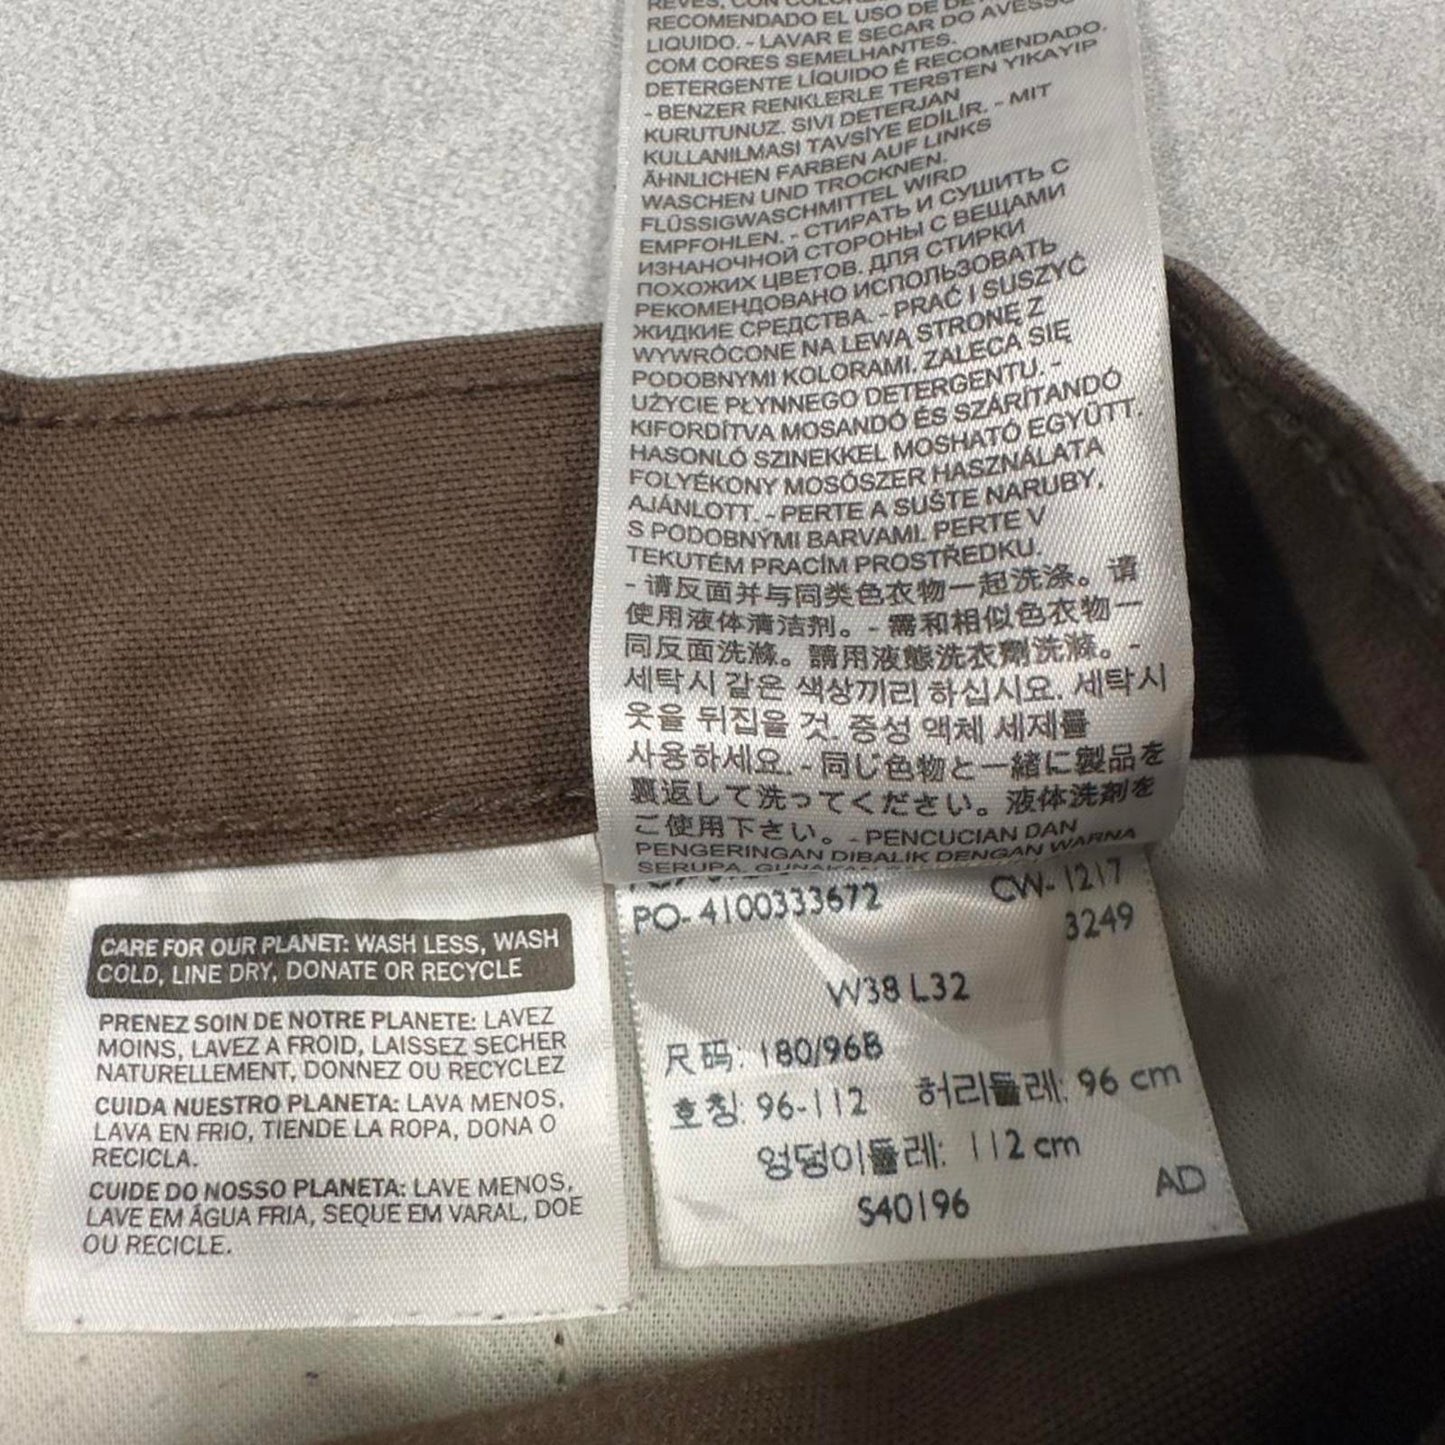 RECOMENDADO EL USO DE
LIQUIDO. - LAVAR E SECAR DO AVESSO
COM CORES SEMELHANTES.
DETERGENTE LÍQUIDO É RECOMENDADO.
- BENZER RENKLERLE TERSTEN YIKAYIP
KURUTUNUZ. SIVI DETERJAN
KULLANILMASI TAVSİYE EDİLİR. - MIT
ÄHNLICHEN FARBEN AUF LINKS
WASCHEN UND TROCKNEN.
FLÜSSIGWASCHMITTEL WIRD
EMPFOHLEN. - СТИРАТЬ И СУШИТЬ С
ИЗНАНОЧНОЙ СТОРОНЫ С ВЕЩАМИ
ПОХОЖИХ ЦВЕТОВ. ДЛЯ СТИРКИ
РЕКОМЕНДОВАНО ИСПОЛЬЗОВАТЬ
ЖИДКИЕ СРЕДСТВА. - PRAĆ I SUSZYĆ
WYWRÓCONE NA LEWĄ STRONĘ Z
PODOBNYMI KOLORAMI. ZALECA SIĘ
UŻYCIE PŁYNNEGO DETERGENTU. -
KIFORDÍTVA MOSANDÓ ÉS SZÁRÍTANDÓ
HASONLÓ SZINEKKEL MOSHATÓ EGYÜTT.
FOLYÉKONY MOSÓSZER HASZNÁLATA
AJÁNLOTT. - PERTE A SUŠTE NARUBY,
S PODOBNÝMI BARVAMI. PERTE V
TEKUTÉM PRACÍM PROSTŘEDKU.
- 请反面并与同类色衣物一起洗涤。请
使用液体清洁剂。- 需和相似色衣物一
同反面洗滌。請用液態洗衣劑洗滌。-
세탁시 같은 색상끼리 하십시요. 세탁시
옷을 뒤집을 것. 중성 액체 세제를
사용하세요. - 同じ色物と一緒に製品を
裏返して洗ってください。液体洗剤を
ご使用下さい。- PENCUCIAN DAN
PENGERINGAN DIBALIK DENGAN WARNA
SERUPA. GUNAKAN
PO- 4100333672 CW- 1217
3249
W38 L32
尺码: 180/96B
호칭: 96-112 허리둘레: 96 cm
엉덩이둘레: 112 cm
S40196 AD
CARE FOR OUR PLANET: WASH LESS, WASH
COLD, LINE DRY, DONATE OR RECYCLE
PRENEZ SOIN DE NOTRE PLANETE: LAVEZ
MOINS, LAVEZ A FROID, LAISSEZ SECHER
NATURELLEMENT, DONNEZ OU RECYCLEZ
CUIDA NUESTRO PLANETA: LAVA MENOS,
LAVA EN FRIO, TIENDE LA ROPA, DONA O
RECICLA.
CUIDE DO NOSSO PLANETA: LAVE MENOS,
LAVE EM ÁGUA FRIA, SEQUE EM VARAL, DOE
OU RECICLE.